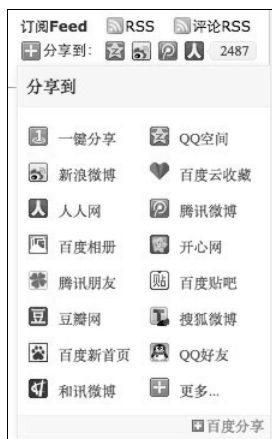 订阅Feed RSS 评论RSS
分享到: 2487
分享到
一键分享 QQ空间
新浪微博 百度云收藏
人人网 腾讯微博
百度相册 开心网
腾讯朋友 百度贴吧
豆瓣网 搜狐微博
百度新首页 QQ好友
和讯微博 更多...
百度分享